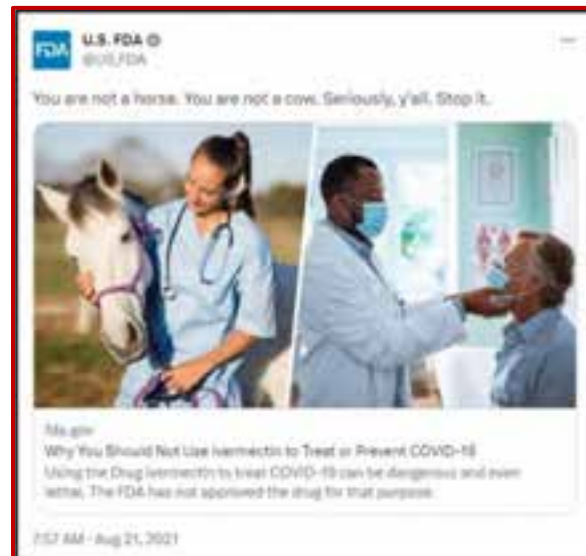 FDA
U.S. FDA
@US_FDA
You are not a horse. You are not a cow. Seriously, y'all. Stop it.
fda.gov
Why You Should Not Use Ivermectin to Treat or Prevent COVID-19
Using the Drug ivermectin to treat COVID-19 can be dangerous and even
lethal. The FDA has not approved the drug for that purpose.
7:57 AM · Aug 21, 2021